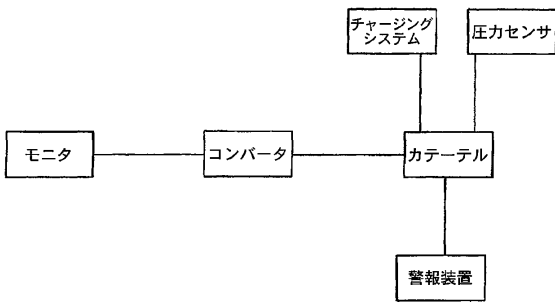 チャージング
システム
圧力センサ
モニタ
コンバータ
カテーテル
警報装置